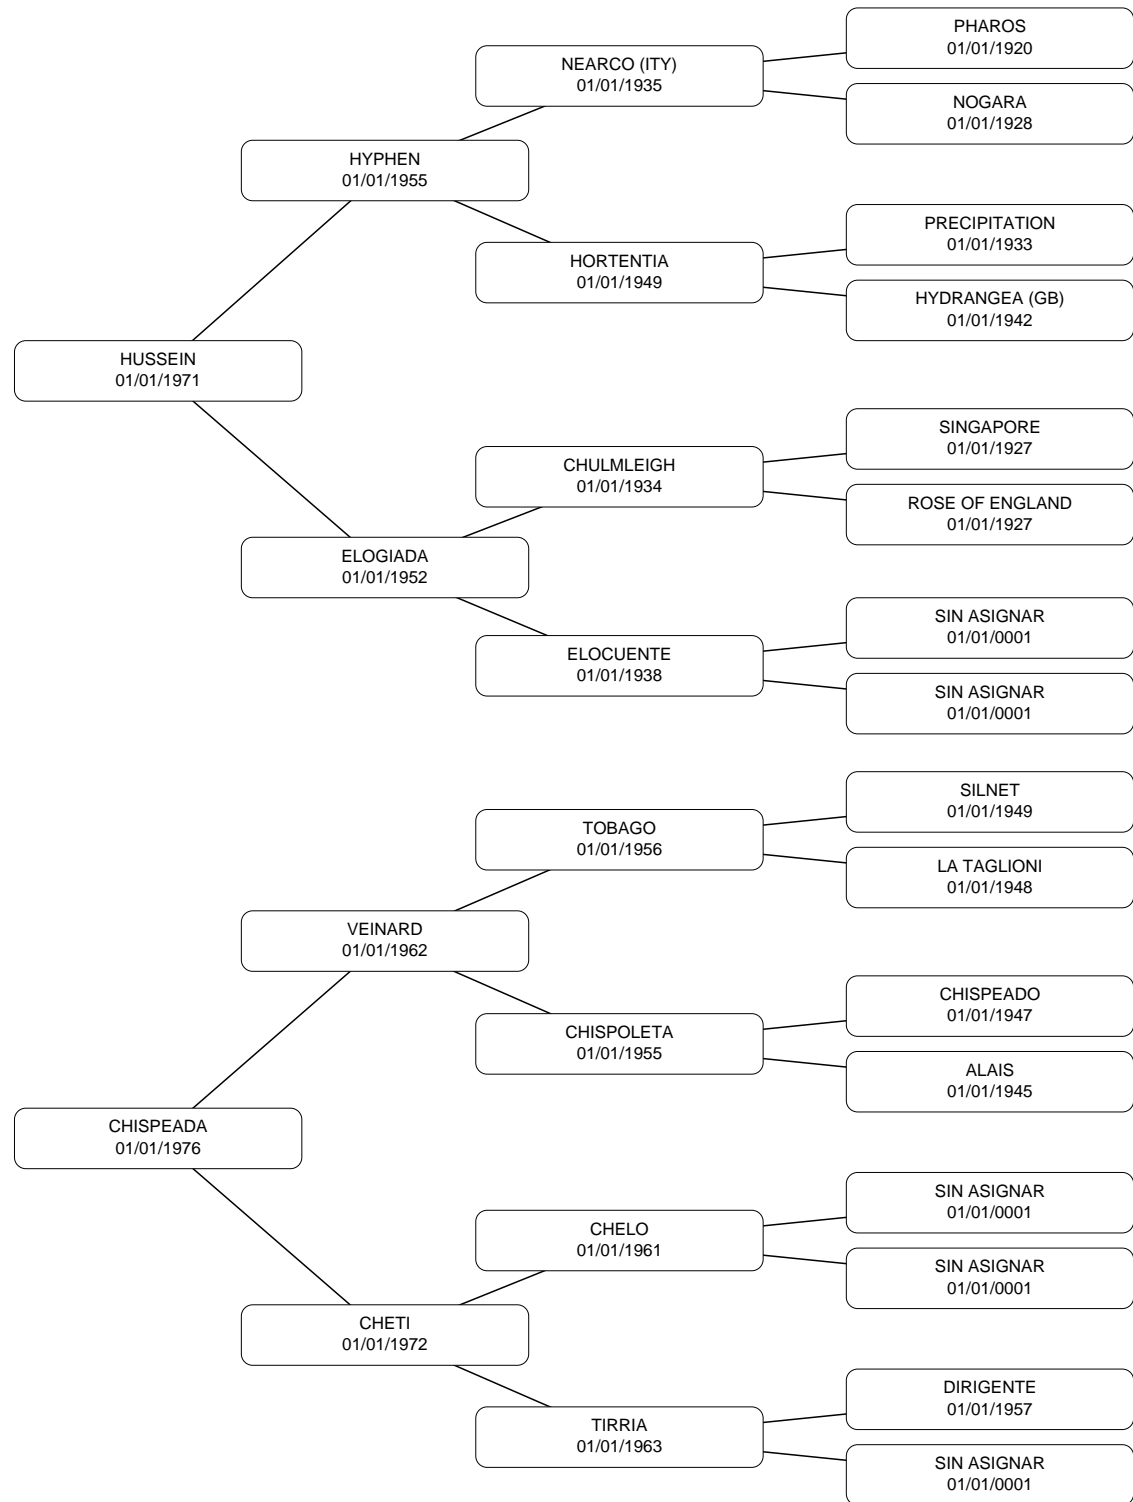 PHAROS
01/01/1920
NEARCO (ITY)
01/01/1935
NOGARA
01/01/1928
HYPHEN
01/01/1955
PRECIPITATION
01/01/1933
HORTENTIA
01/01/1949
HYDRANGEA (GB)
01/01/1942
HUSSEIN
01/01/1971
SINGAPORE
01/01/1927
CHULMLEIGH
01/01/1934
ROSE OF ENGLAND
01/01/1927
ELOGIADA
01/01/1952
SIN ASIGNAR
01/01/0001
ELOCUENTE
01/01/1938
SIN ASIGNAR
01/01/0001
SILNET
01/01/1949
TOBAGO
01/01/1956
LA TAGLIONI
01/01/1948
VEINARD
01/01/1962
CHISPEADO
01/01/1947
CHISPOLETA
01/01/1955
ALAIS
01/01/1945
CHISPEADA
01/01/1976
SIN ASIGNAR
01/01/0001
CHELO
01/01/1961
SIN ASIGNAR
01/01/0001
CHETI
01/01/1972
DIRIGENTE
01/01/1957
TIRRIA
01/01/1963
SIN ASIGNAR
01/01/0001